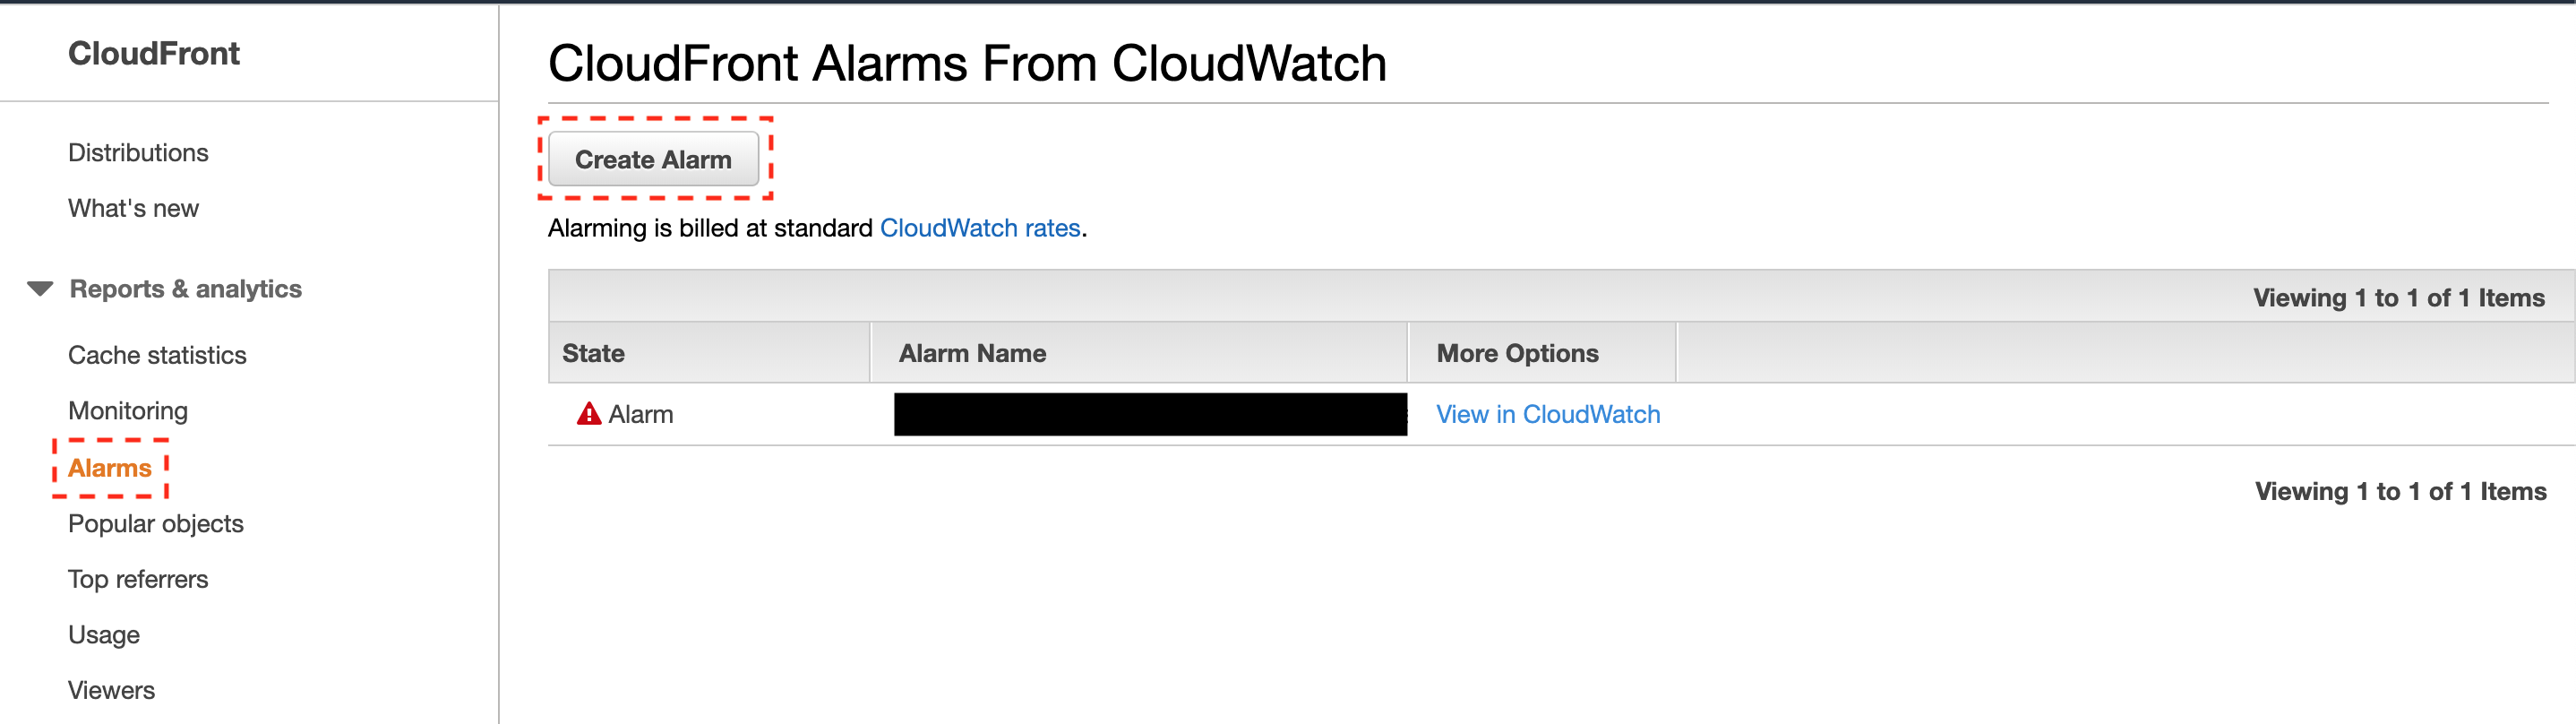 CloudFront
Distributions
What's new
Reports & analytics
Cache statistics
Monitoring
Alarms
Popular objects
Top referrers
Usage
Viewers
CloudFront Alarms From CloudWatch
Create Alarm
Alarming is billed at standard CloudWatch rates.
Viewing 1 to 1 of 1 Items
State Alarm Name More Options
Alarm View in CloudWatch
Viewing 1 to 1 of 1 Items